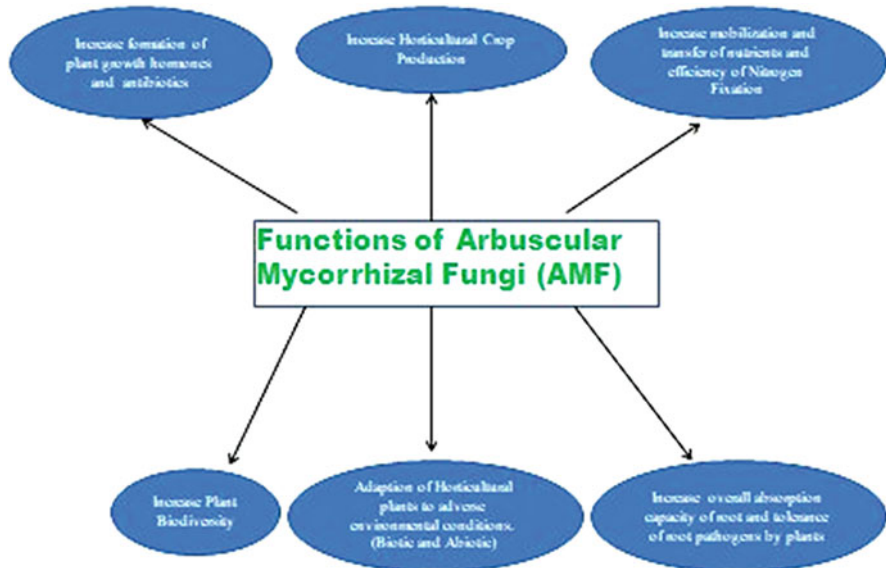 Increase formation of
plant growth hormones
and antibiotics
Increase Horticultural Crop
Production
Increase mobilization and
transfer of nutrients and
efficiency of Nitrogen
Fixation
Functions of Arbuscular
Mycorrhizal Fungi (AMF)
Increase Plant
Biodiversity
Adaption of Horticultural
plants to adverse
environmental conditions.
(Biotic and Abiotic)
Increase overall absorption
capacity of root and tolerance
of root pathogens by plants